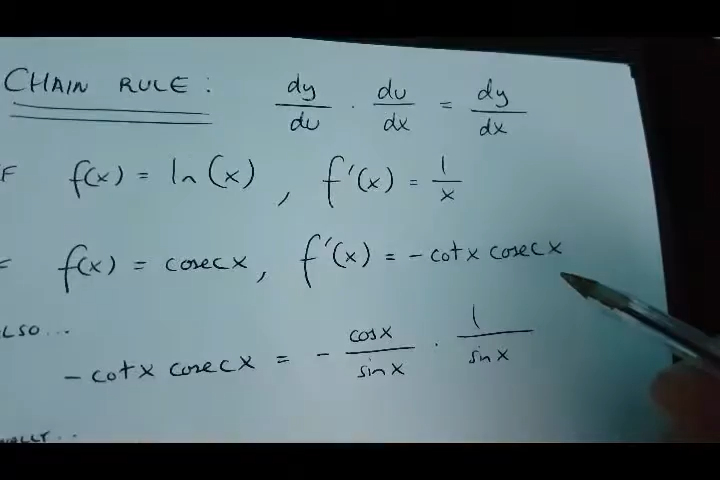 CHAIN RULE: dy/du · du/dx = dy/dx
F f(x) = ln(x), f'(x) = 1/x
f(x) = cosecx, f'(x) = -cotx cosecx
LSO...
-cotx cosecx = - cosx/sinx · 1/sinx